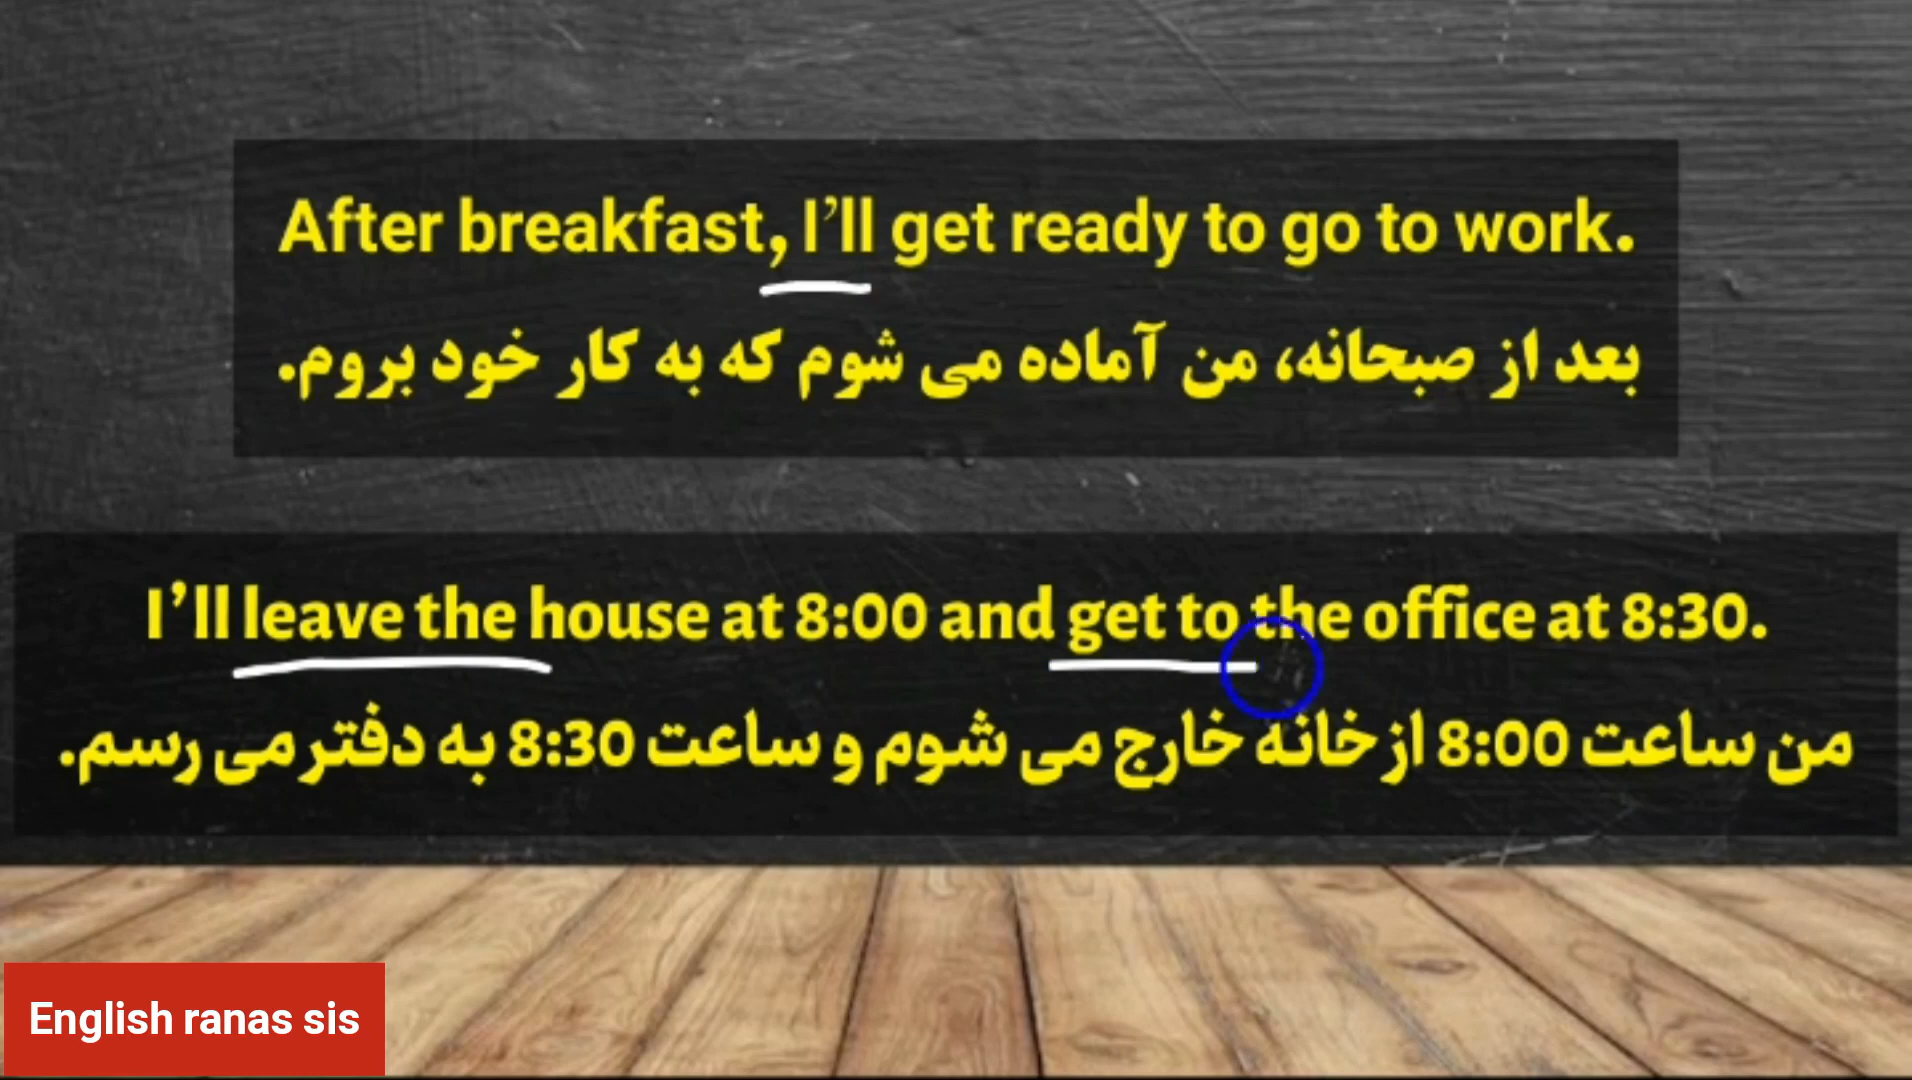 After breakfast, I’ll get ready to go to work.
بعد از صبحانه، من آماده می شوم که به کار خود بروم.
I’ll leave the house at 8:00 and get to the office at 8:30.
من ساعت 8:00 از خانه خارج می شوم و ساعت 8:30 به دفتر می رسم.
English ranas sis